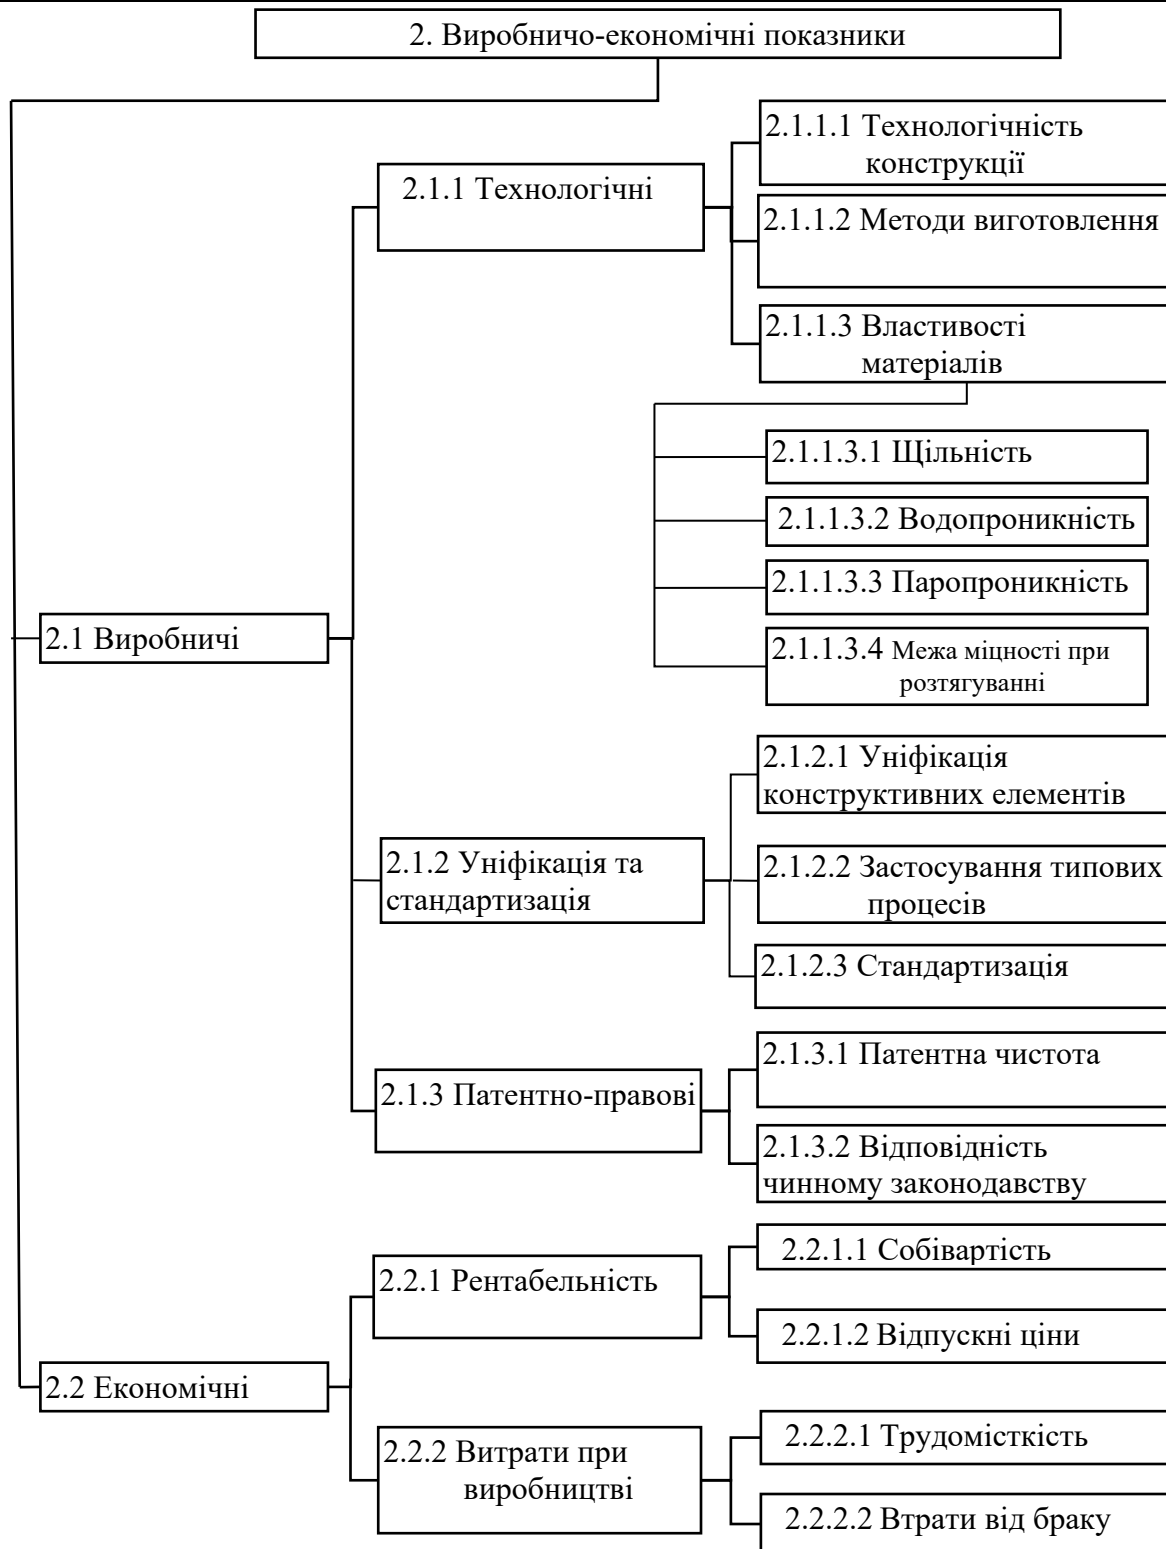 2. Виробничо-економічні показники
2.1.1.1 Технологічність
конструкції
2.1.1 Технологічні
2.1.1.2 Методи виготовлення
2.1.1.3 Властивості
матеріалів
2.1.1.3.1 Щільність
2.1.1.3.2 Водопроникність
2.1.1.3.3 Паропроникність
2.1 Виробничі
2.1.1.3.4 Межа міцності при
розтягуванні
2.1.2.1 Уніфікація
конструктивних елементів
2.1.2 Уніфікація та
стандартизація
2.1.2.2 Застосування типових
процесів
2.1.2.3 Стандартизація
2.1.3.1 Патентна чистота
2.1.3 Патентно-правові
2.1.3.2 Відповідність
чинному законодавству
2.2.1.1 Собівартість
2.2.1 Рентабельність
2.2.1.2 Відпускні ціни
2.2 Економічні
2.2.2.1 Трудомісткість
2.2.2 Витрати при
виробництві
2.2.2.2 Втрати від браку